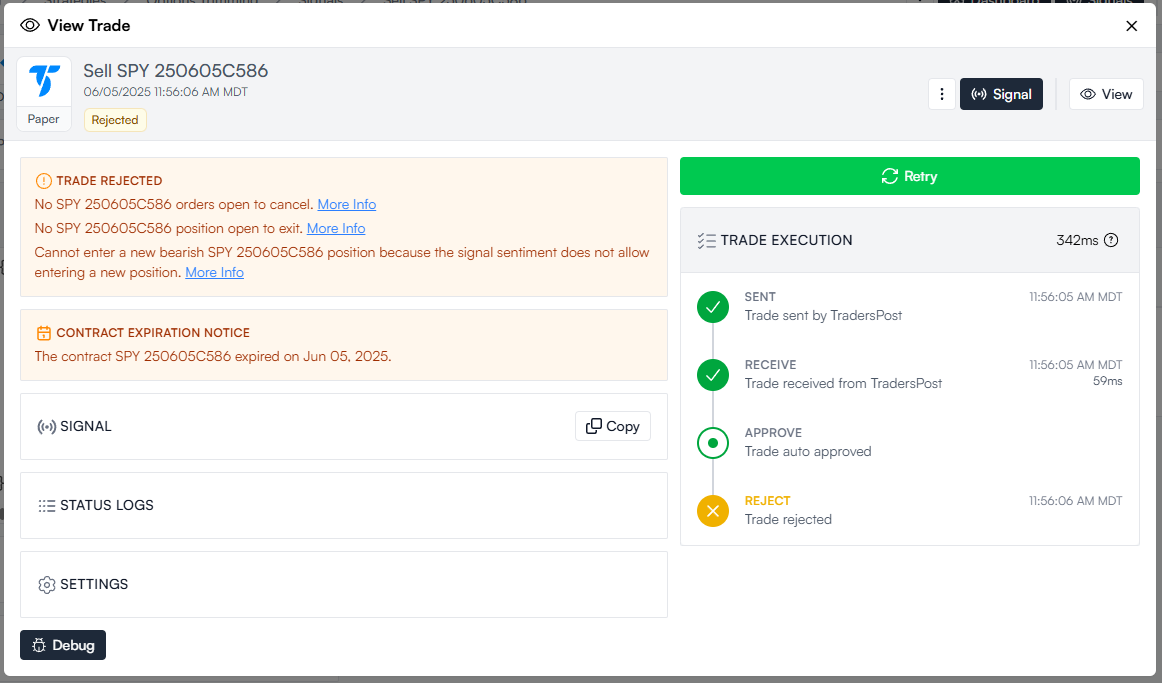 View Trade
Sell SPY 250605C586
06/05/2025 11:56:06 AM MDT
Paper
Rejected
Signal
View
TRADE REJECTED
No SPY 250605C586 orders open to cancel. More Info
No SPY 250605C586 position open to exit. More Info
Cannot enter a new bearish SPY 250605C586 position because the signal sentiment does not allow
entering a new position. More Info
CONTRACT EXPIRATION NOTICE
The contract SPY 250605C586 expired on Jun 05, 2025.
SIGNAL
Copy
STATUS LOGS
SETTINGS
Debug
Retry
TRADE EXECUTION
342ms
SENT
11:56:05 AM MDT
Trade sent by TradersPost
RECEIVE
11:56:05 AM MDT
Trade received from TradersPost
59ms
APPROVE
Trade auto approved
REJECT
11:56:06 AM MDT
Trade rejected